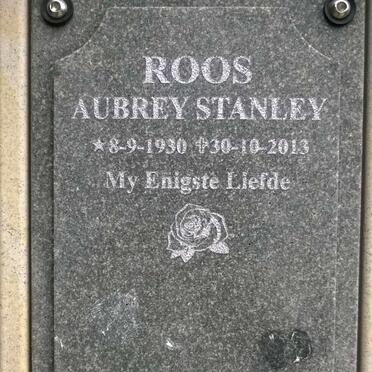 ROOS
AUBREY STANLEY
★8-9-1930 ✞30-10-2013
My Enigste Liefde